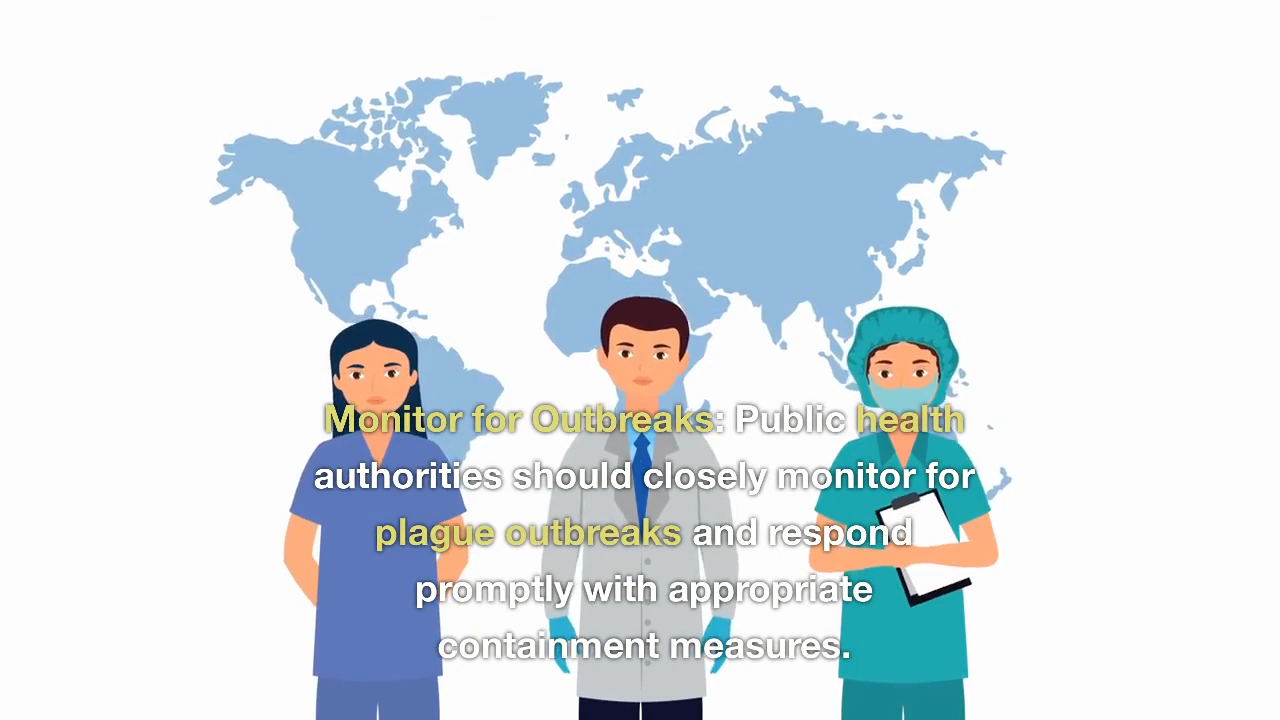 Monitor for Outbreaks: Public health
authorities should closely monitor for
plague outbreaks and respond
promptly with appropriate
containment measures.